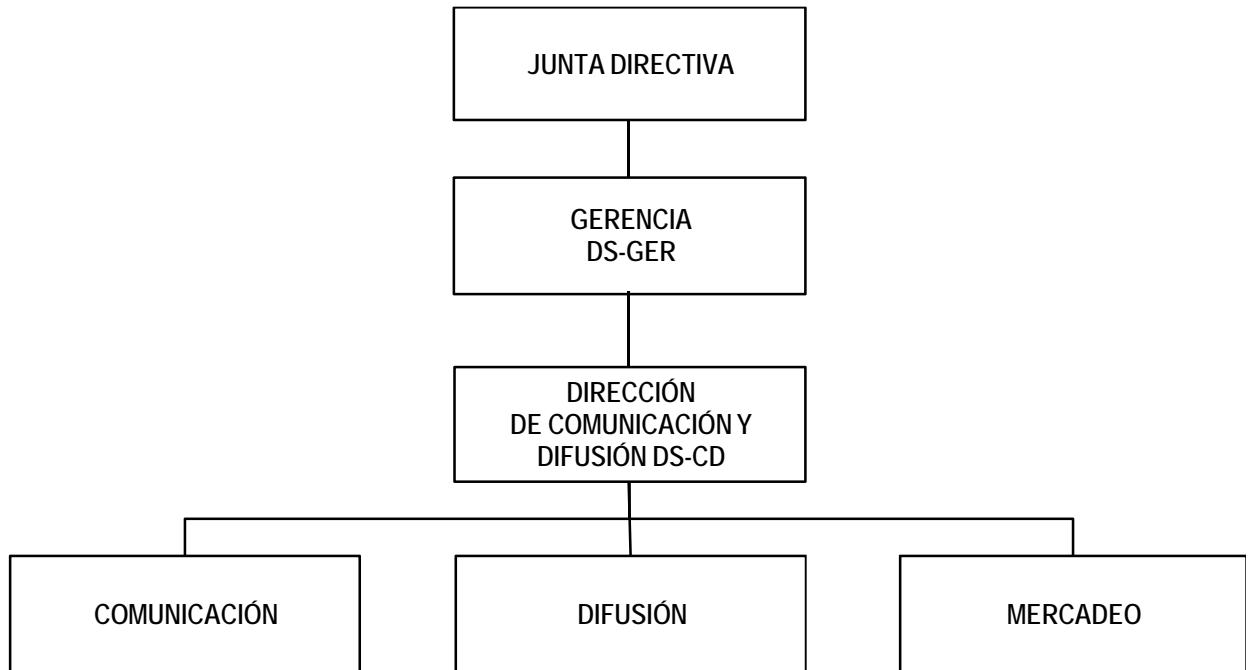 JUNTA DIRECTIVA
GERENCIA
DS-GER
DIRECCIÓN
DE COMUNICACIÓN Y
DIFUSIÓN DS-CD
COMUNICACIÓN
DIFUSIÓN
MERCADEO